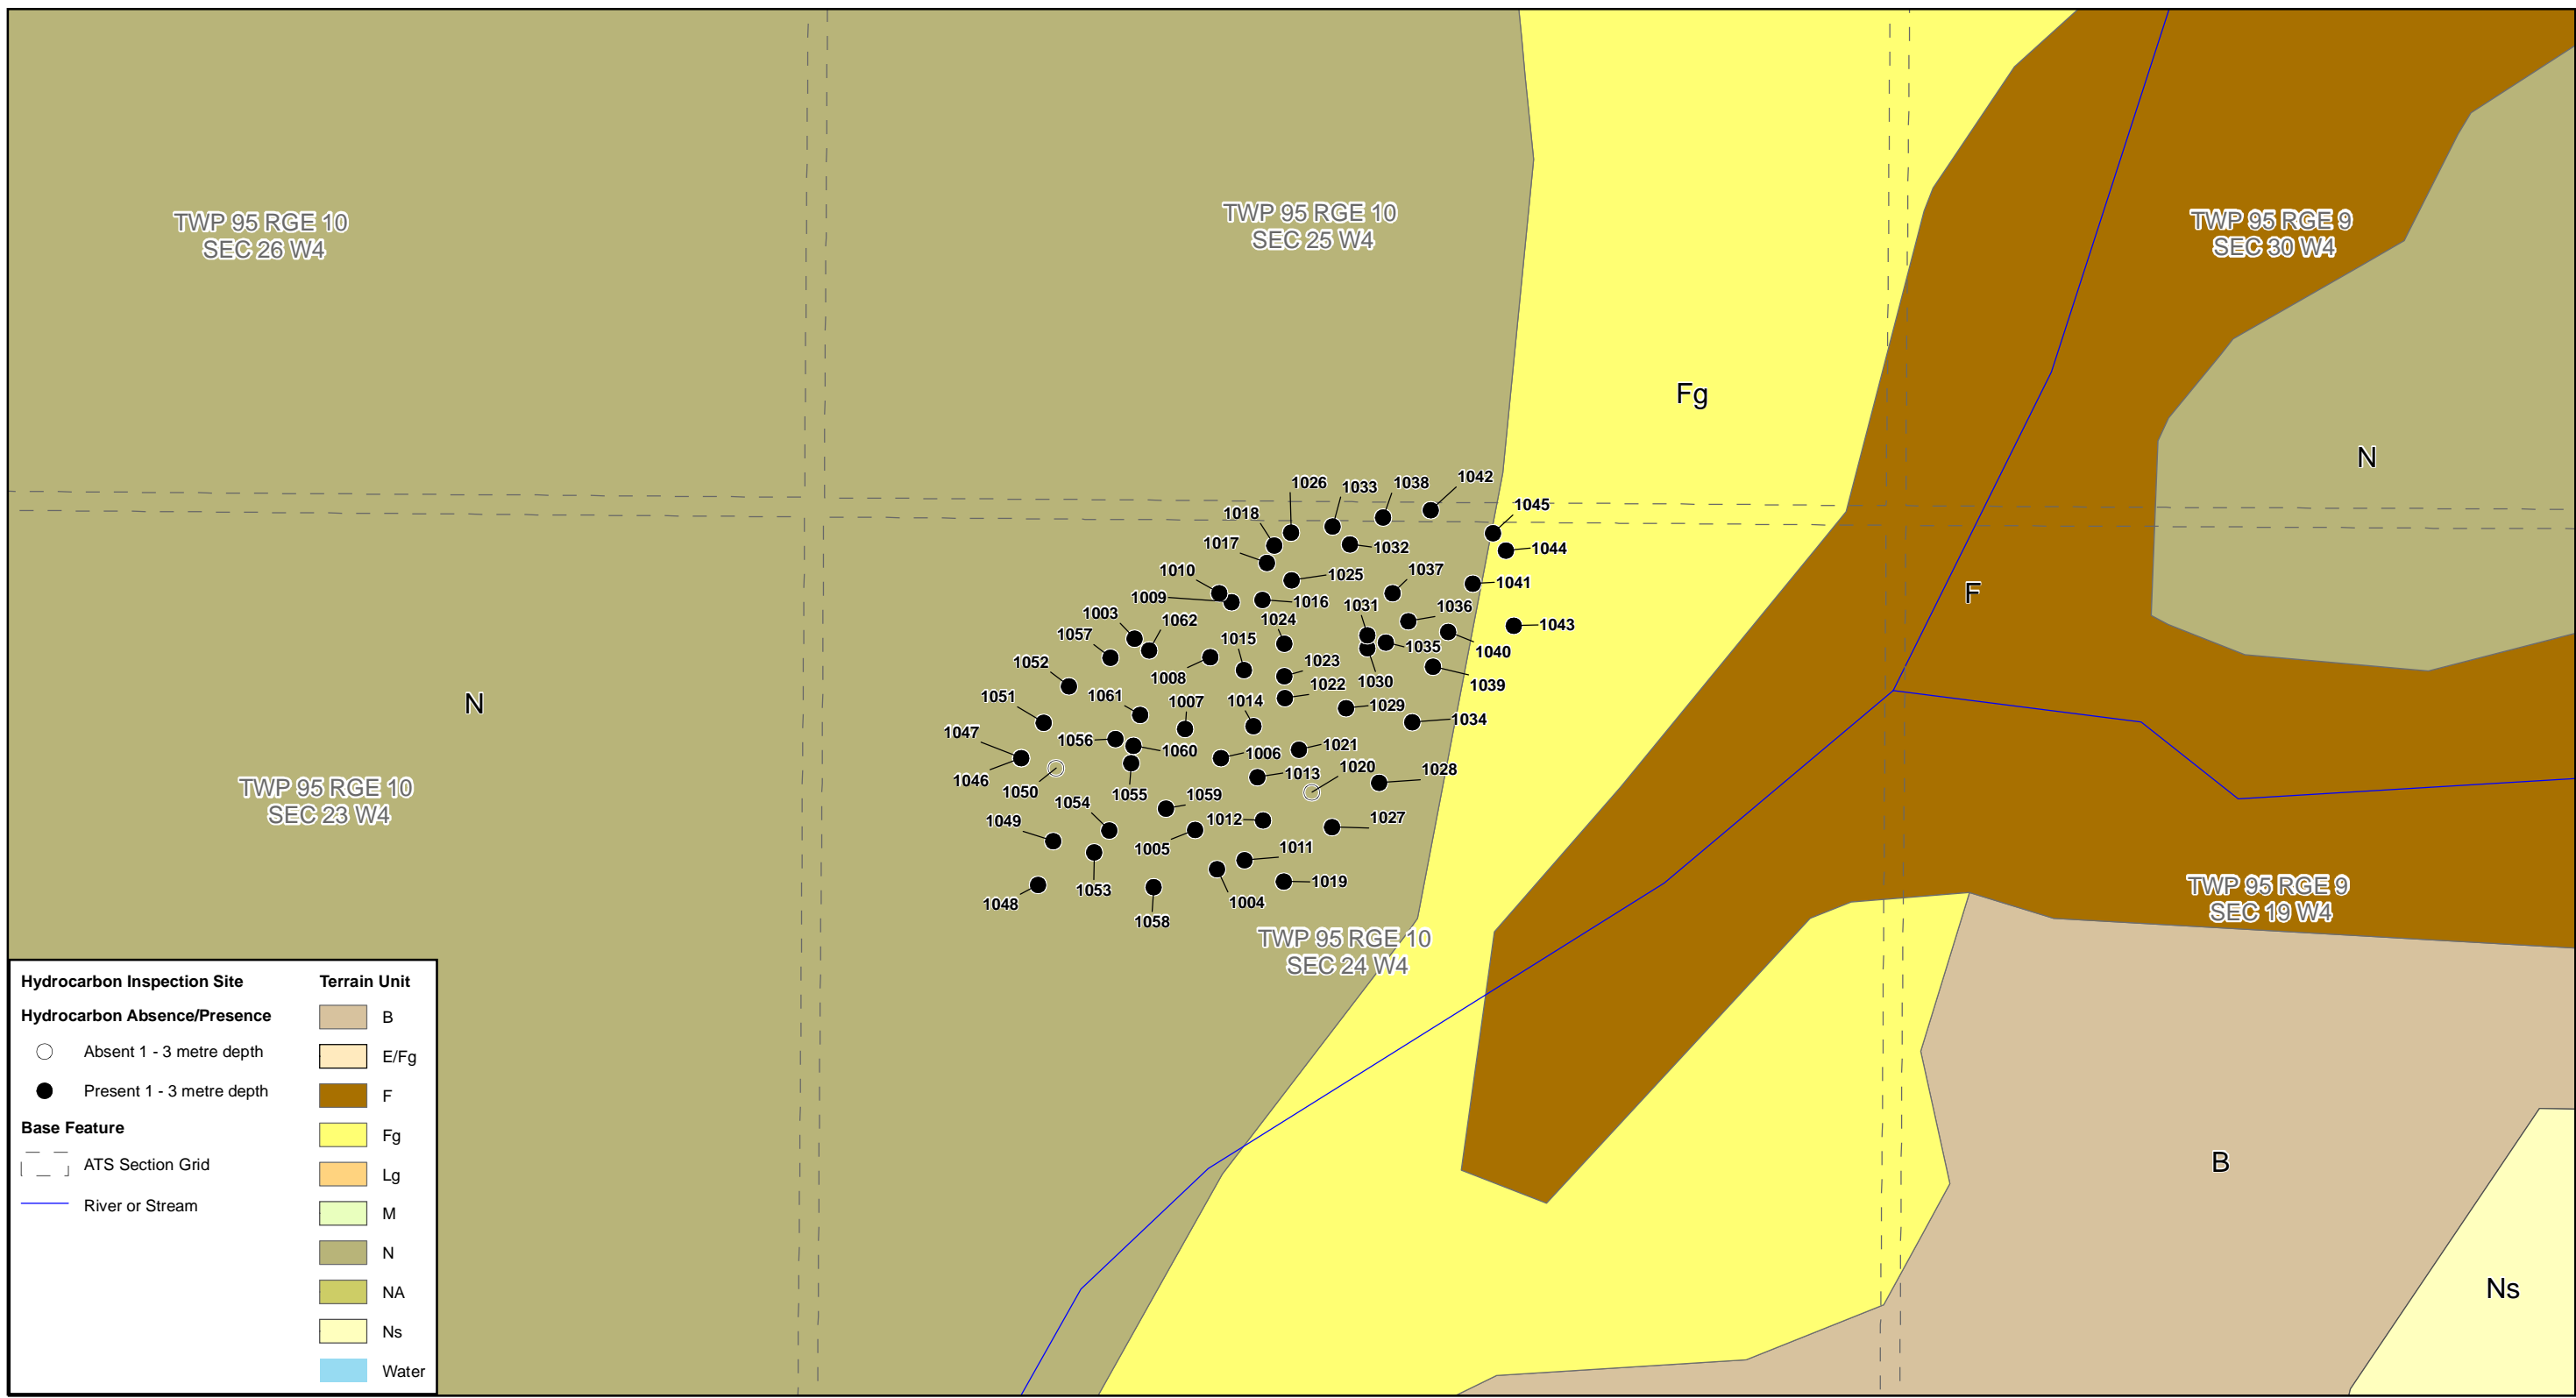 TWP 95 RGE 10
SEC 26 W4
TWP 95 RGE 10
SEC 25 W4
TWP 95 RGE 9
SEC 30 W4
Fg
N
F
N
1026
1033
1038
1042
1018
1045
1017
1032
1044
1010
1025
1037
1041
1009
1016
1031
1036
1003
1062
1024
1043
1057
1015
1035
1040
1052
1008
1023
1030
1039
1051
1061
1007
1014
1022
1029
1034
1047
1056
1060
1006
1021
1046
1050
1055
1013
1020
1028
1054
1059
1049
1012
1027
1005
1011
1053
1019
1048
1058
1004
TWP 95 RGE 10
SEC 23 W4
TWP 95 RGE 10
SEC 24 W4
TWP 95 RGE 9
SEC 19 W4
B
Ns
Hydrocarbon Inspection Site
Hydrocarbon Absence/Presence
Absent 1 - 3 metre depth
Present 1 - 3 metre depth
Base Feature
ATS Section Grid
River or Stream
Terrain Unit
B
E/Fg
F
Fg
Lg
M
N
NA
Ns
Water